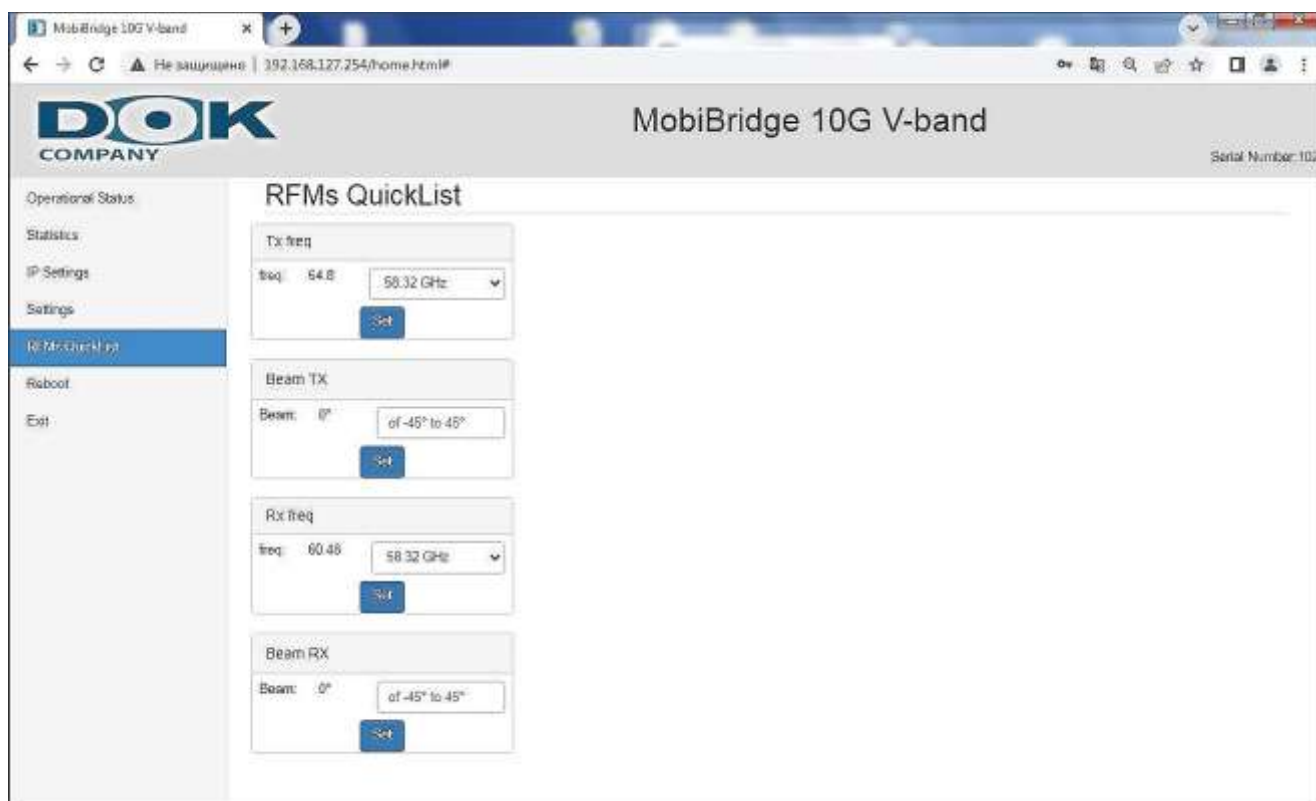 MobiBridge 10G V-band
Не защищено | 192.168.127.254/home.html#
DOK
COMPANY
MobiBridge 10G V-band
Serial Number:102
Operational Status
Statistics
IP Settings
Settings
RFMs QuickList
Reboot
Exit
RFMs QuickList
Tx freq
freq: 64.8 58.32 GHz
Set
Beam TX
Beam: 0° of -45° to 45°
Set
Rx freq
freq: 60.48 58.32 GHz
Set
Beam RX
Beam: 0° of -45° to 45°
Set